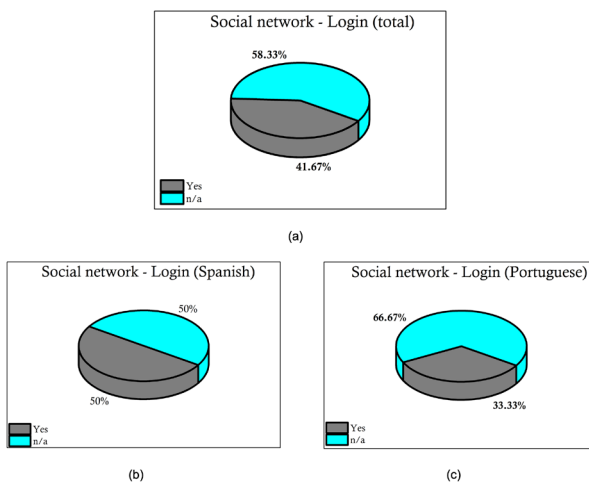 Social network - Login (total)
58.33%
41.67%
Yes
n/a
(a)
Social network - Login (Spanish)
50%
50%
Yes
n/a
(b)
Social network - Login (Portuguese)
66.67%
33.33%
Yes
n/a
(c)